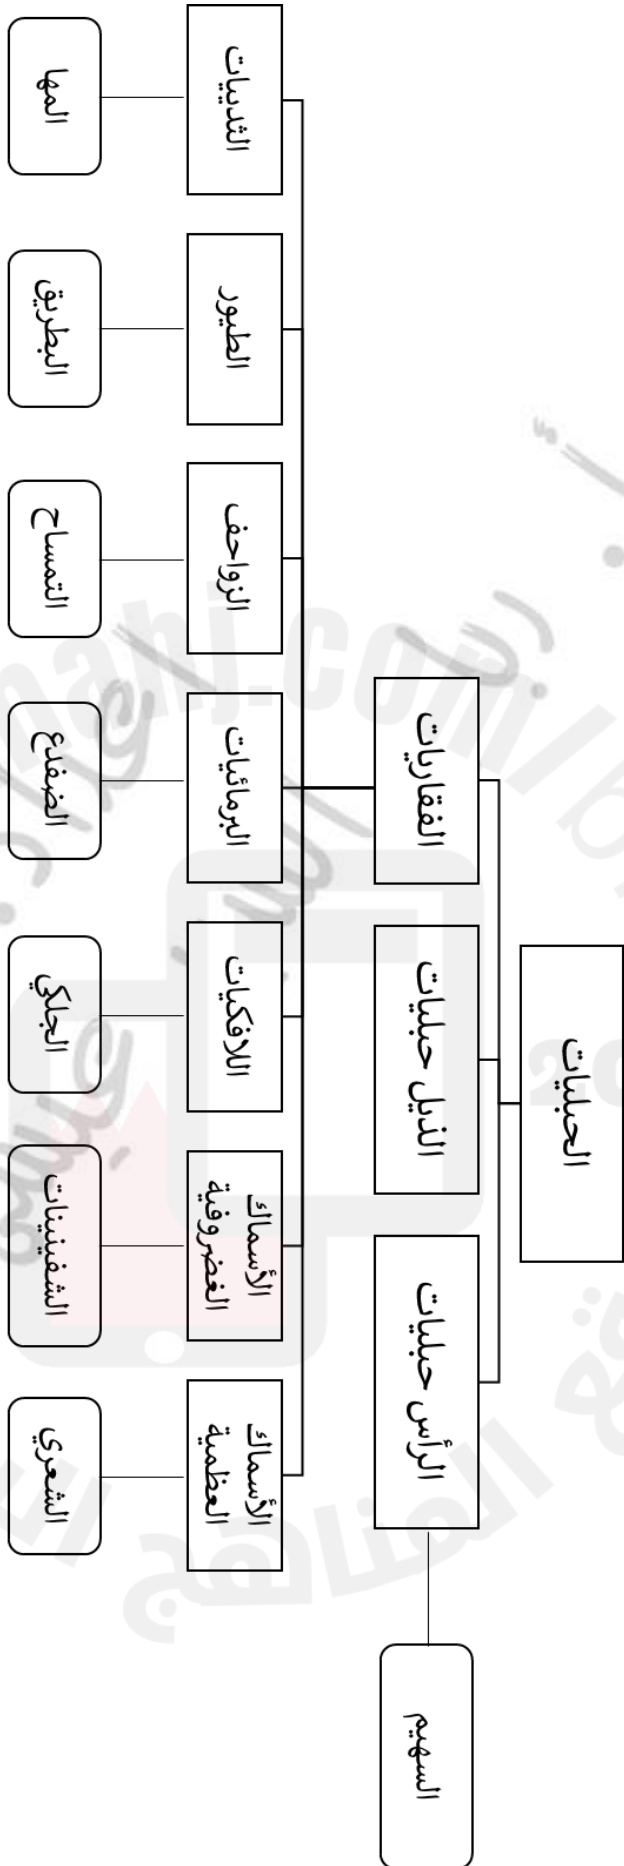 الحبليات
الرأس حبليات
الذيل حبليات
الفقاريات
السهيم
الأسماك
العظمية
الأسماك
الغضروفية
اللافكيات
البرمائيات
الزواحف
الطيور
الثدييات
الشعري
الشفنينات
الجلكي
الضفدع
التمساح
البطريق
المها